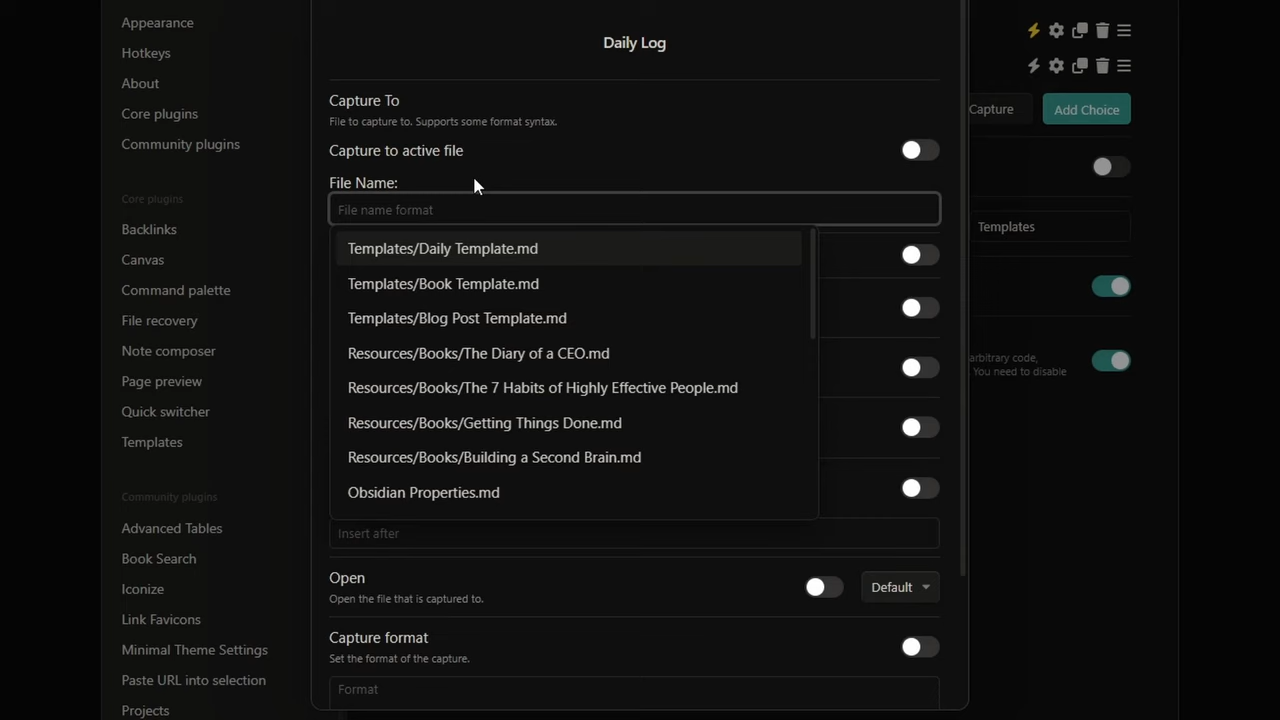 Appearance
Hotkeys
About
Core plugins
Community plugins
Core plugins
Backlinks
Canvas
Command palette
File recovery
Note composer
Page preview
Quick switcher
Templates
Community plugins
Advanced Tables
Book Search
Iconize
Link Favicons
Minimal Theme Settings
Paste URL into selection
Projects
Daily Log
Capture To
File to capture to. Supports some format syntax.
Capture to active file
File Name:
File name format
Templates/Daily Template.md
Templates/Book Template.md
Templates/Blog Post Template.md
Resources/Books/The Diary of a CEO.md
Resources/Books/The 7 Habits of Highly Effective People.md
Resources/Books/Getting Things Done.md
Resources/Books/Building a Second Brain.md
Obsidian Properties.md
Insert after
Open
Default
Open the file that is captured to.
Capture format
Set the format of the capture.
Format
Capture
Add Choice
Templates
arbitrary code,
You need to disable